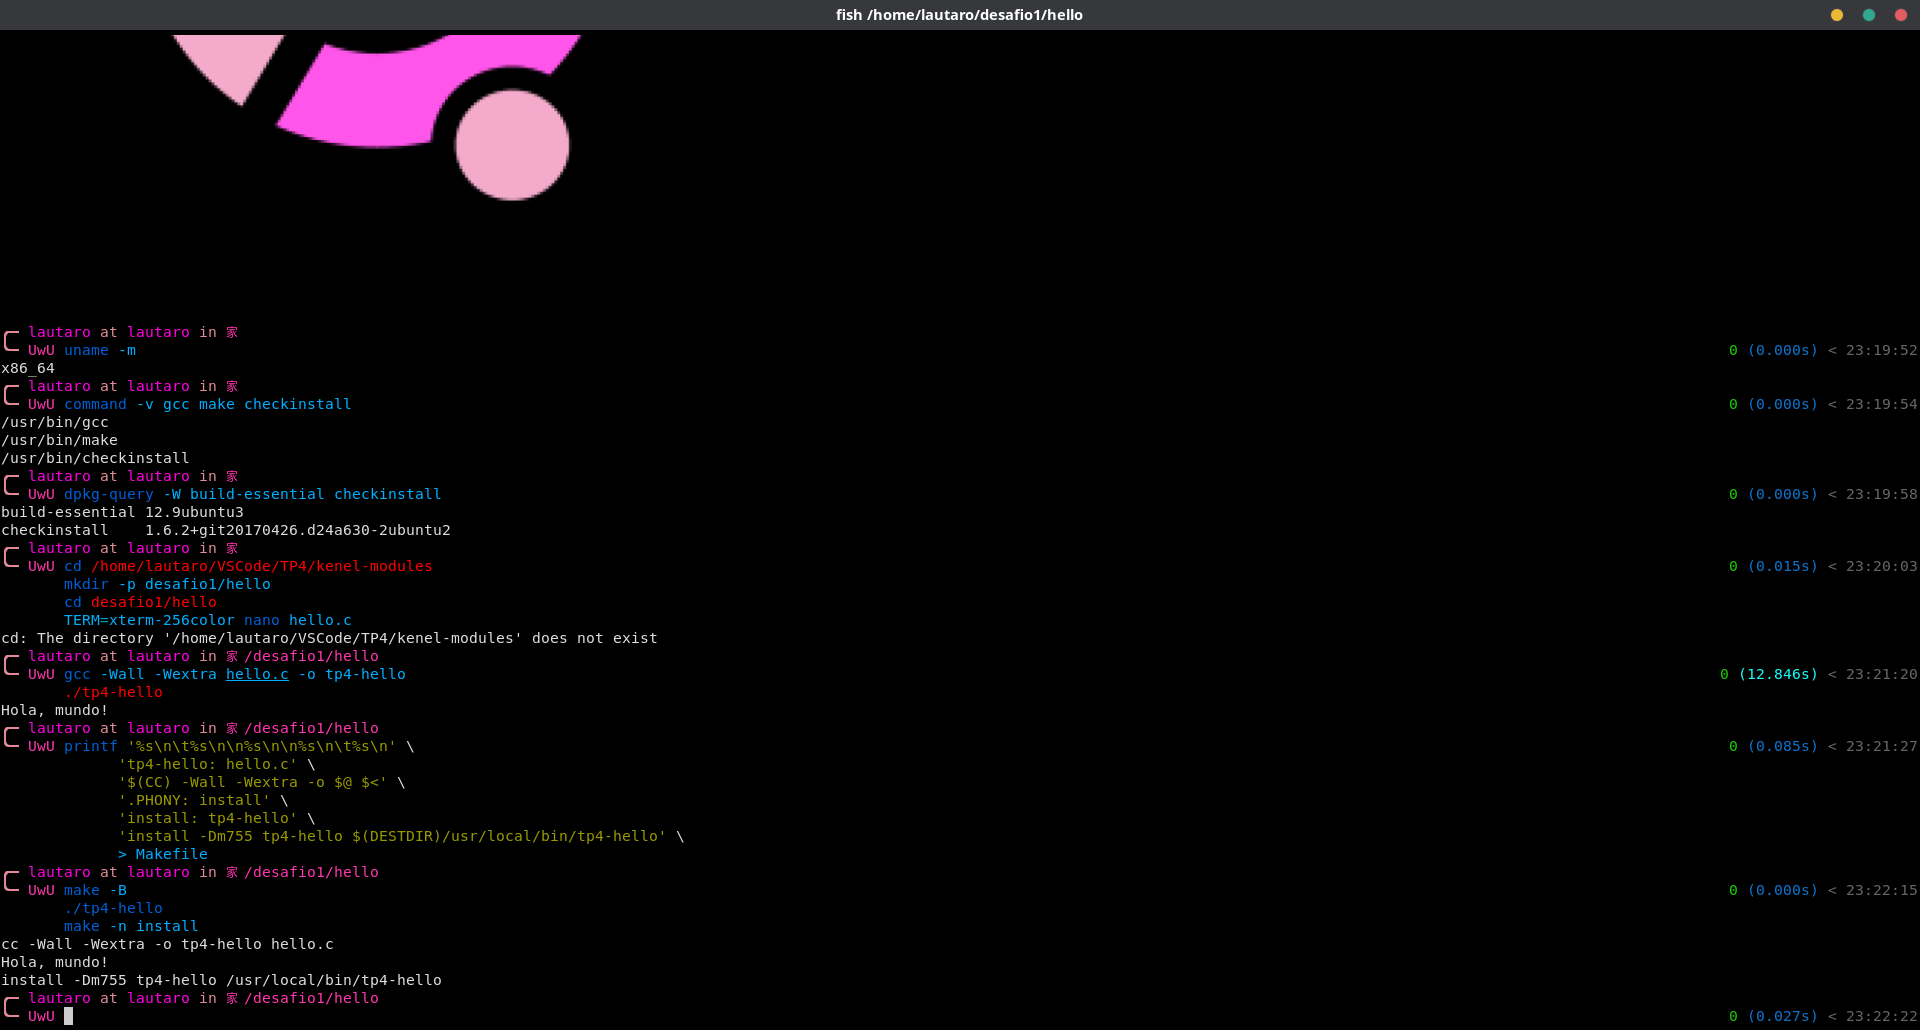 fish /home/lautaro/desafio1/hello
lautaro at lautaro in 家
UwU uname -m 0 (0.000s) < 23:19:52
x86_64
lautaro at lautaro in 家
UwU command -v gcc make checkinstall 0 (0.000s) < 23:19:54
/usr/bin/gcc
/usr/bin/make
/usr/bin/checkinstall
lautaro at lautaro in 家
UwU dpkg-query -W build-essential checkinstall 0 (0.000s) < 23:19:58
build-essential 12.9ubuntu3
checkinstall    1.6.2+git20170426.d24a630-2ubuntu2
lautaro at lautaro in 家
UwU cd /home/lautaro/VSCode/TP4/kenel-modules 0 (0.015s) < 23:20:03
mkdir -p desafio1/hello
cd desafio1/hello
TERM=xterm-256color nano hello.c
cd: The directory '/home/lautaro/VSCode/TP4/kenel-modules' does not exist
lautaro at lautaro in 家/desafio1/hello
UwU gcc -Wall -Wextra hello.c -o tp4-hello 0 (12.846s) < 23:21:20
./tp4-hello
Hola, mundo!
lautaro at lautaro in 家/desafio1/hello
UwU printf '%s\n\t%s\n\n%s\n\n%s\n\t%s\n' \ 0 (0.085s) < 23:21:27
'tp4-hello: hello.c' \
'$(CC) -Wall -Wextra -o $@ $<' \
'.PHONY: install' \
'install: tp4-hello' \
'install -Dm755 tp4-hello $(DESTDIR)/usr/local/bin/tp4-hello' \
> Makefile
lautaro at lautaro in 家/desafio1/hello
UwU make -B 0 (0.000s) < 23:22:15
./tp4-hello
make -n install
cc -Wall -Wextra -o tp4-hello hello.c
Hola, mundo!
install -Dm755 tp4-hello /usr/local/bin/tp4-hello
lautaro at lautaro in 家/desafio1/hello
UwU 0 (0.027s) < 23:22:22